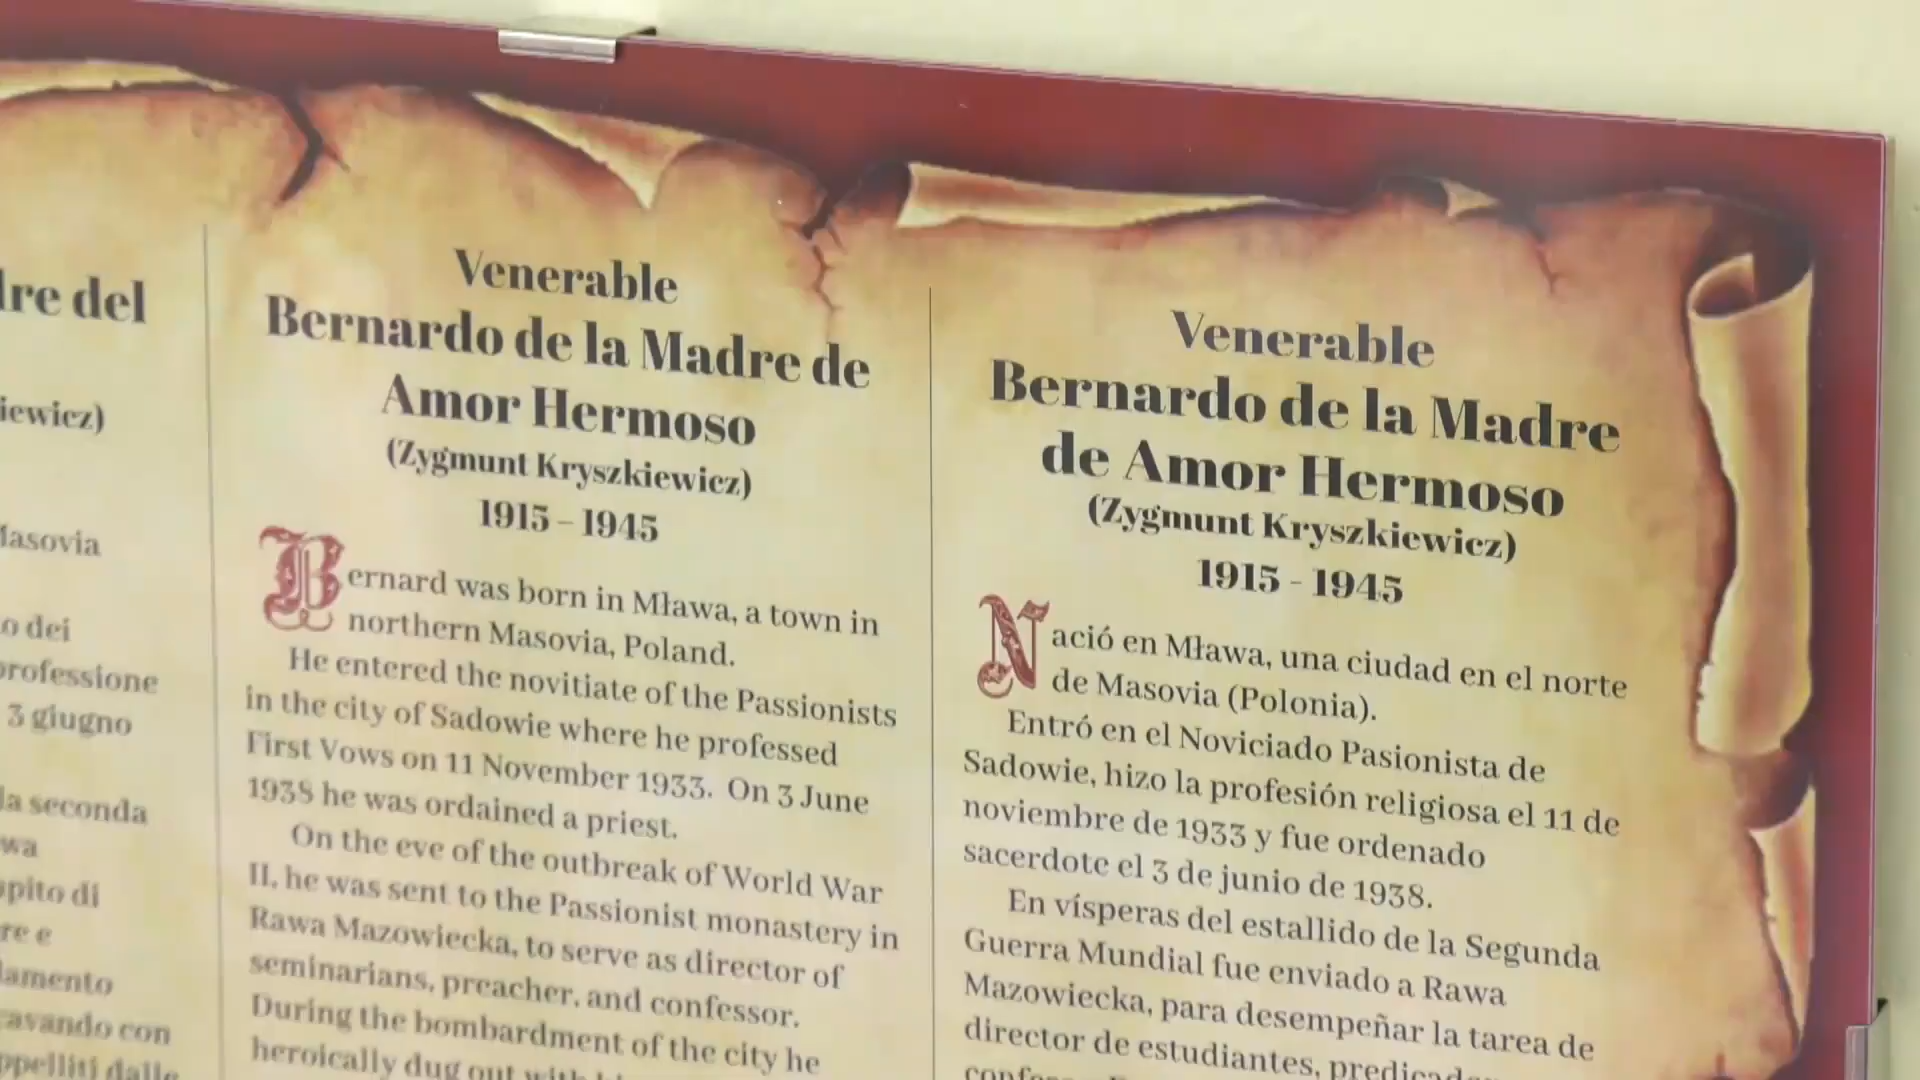 dre del
iewicz)
Masovia
o dei
professione
3 giugno
la seconda
wa
spito di
re e
lamento
cavando con
ppelliti dalle
Venerable
Bernardo de la Madre de
Amor Hermoso
(Zygmunt Kryszkiewicz)
1915 – 1945
Bernard was born in Mława, a town in
northern Masovia, Poland.
He entered the novitiate of the Passionists
in the city of Sadowie where he professed
First Vows on 11 November 1933. On 3 June
1938 he was ordained a priest.
On the eve of the outbreak of World War
II, he was sent to the Passionist monastery in
Rawa Mazowiecka, to serve as director of
seminarians, preacher, and confessor.
During the bombardment of the city he
heroically dug out with
Venerable
Bernardo de la Madre
de Amor Hermoso
(Zygmunt Kryszkiewicz)
1915 - 1945
Nació en Mława, una ciudad en el norte
de Masovia (Polonia).
Entró en el Noviciado Pasionista de
Sadowie, hizo la profesión religiosa el 11 de
noviembre de 1933 y fue ordenado
sacerdote el 3 de junio de 1938.
En vísperas del estallido de la Segunda
Guerra Mundial fue enviado a Rawa
Mazowiecka, para desempeñar la tarea de
director de estudiantes, predicador